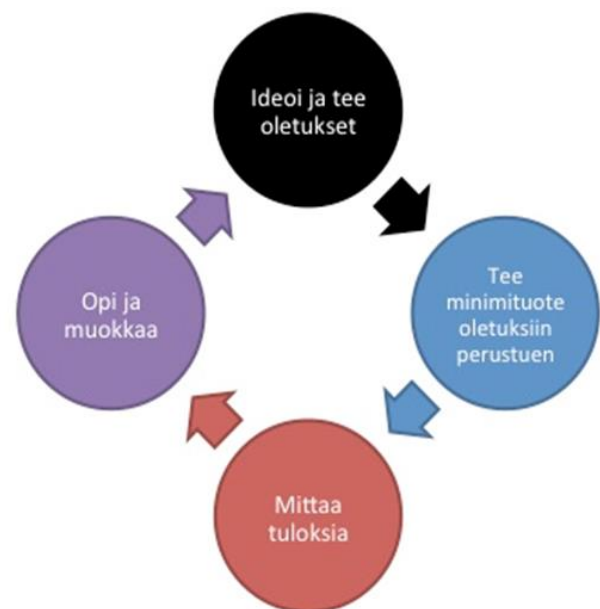 Ideoi ja tee
oletukset
Tee
minimituote
oletuksiin
perustuen
Mittaa
tuloksia
Opi ja
muokkaa